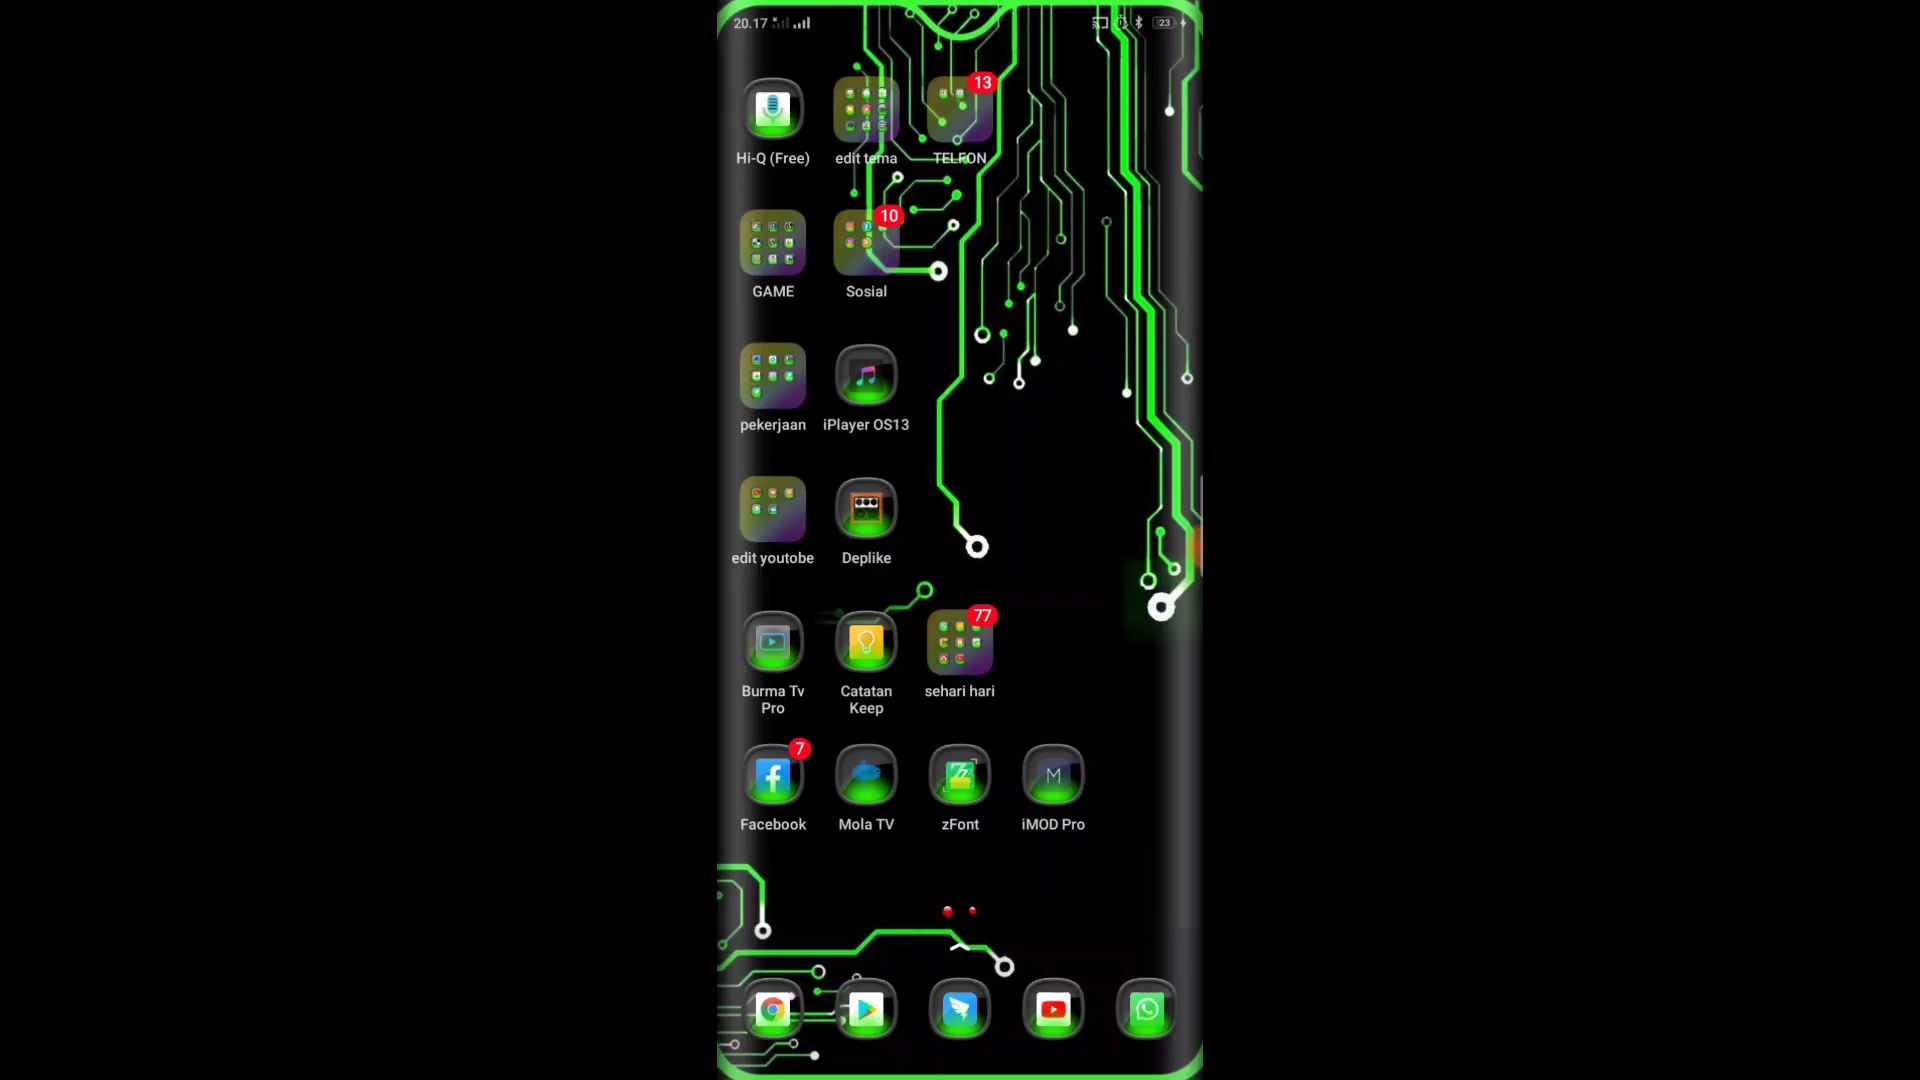 20.17
23
13
Hi-Q (Free)
edit tema
TELFON
10
GAME
Sosial
pekerjaan
iPlayer OS13
edit youtobe
Deplike
77
Burma Tv
Pro
Catatan
Keep
sehari hari
7
M
Facebook
Mola TV
zFont
iMOD Pro